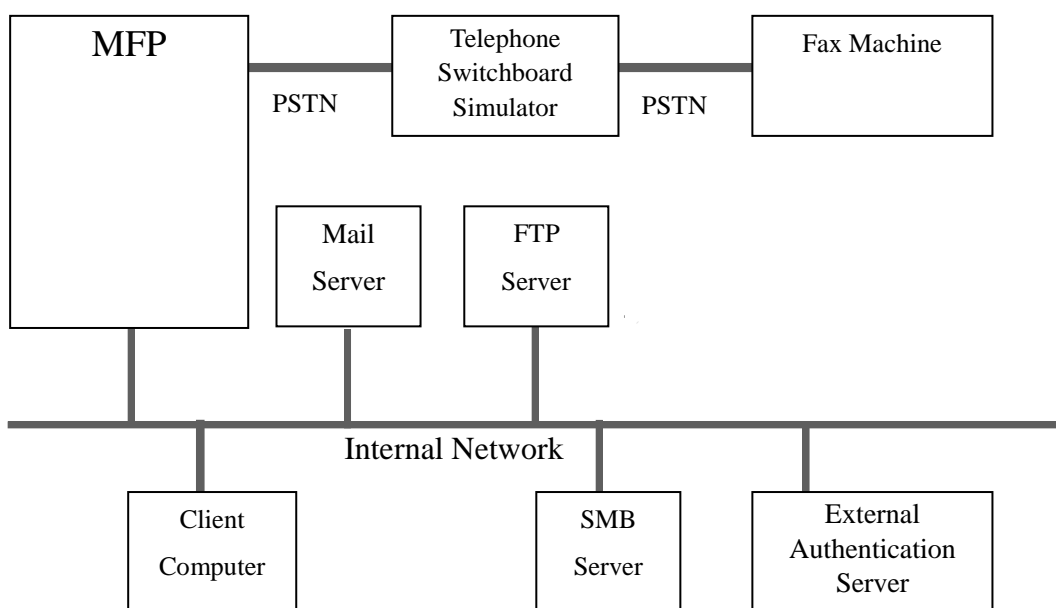 MFP
Telephone
Switchboard
Simulator
Fax Machine
PSTN
PSTN
Mail
Server
FTP
Server
Internal Network
Client
Computer
SMB
Server
External
Authentication
Server